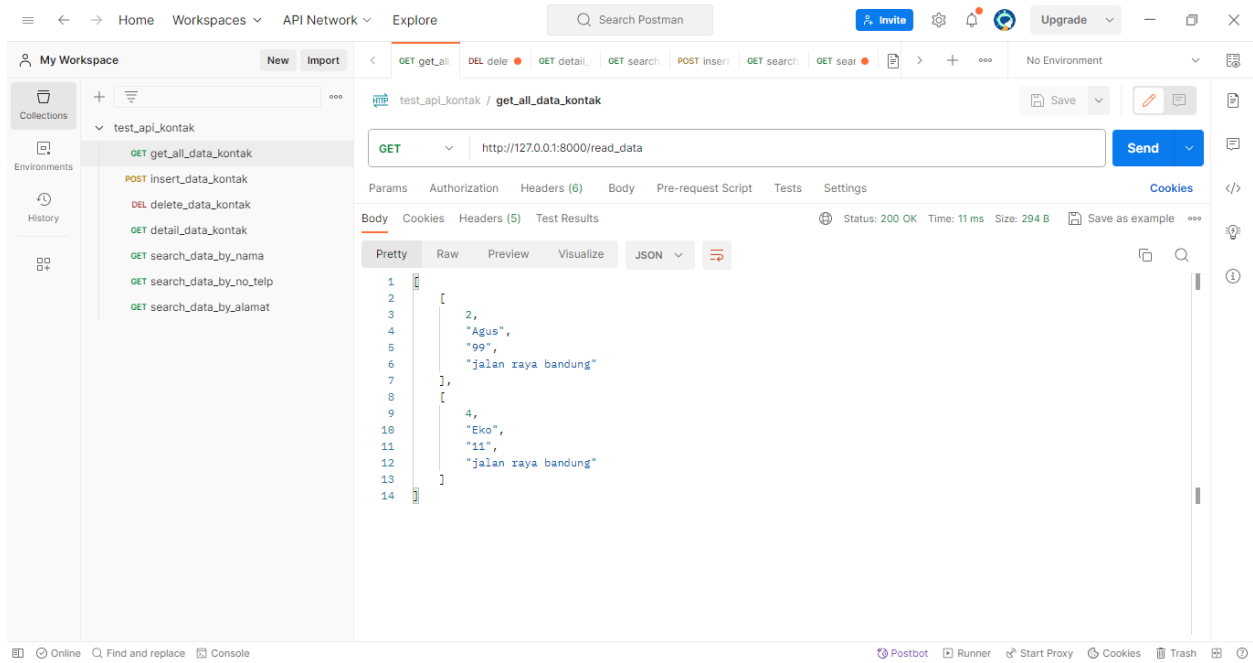 Home Workspaces API Network Explore Search Postman Invite Upgrade
My Workspace New Import
GET get_all DEL dele GET detail_ GET search POST insert GET search GET sear No Environment
Collections
Environments
History
test_api_kontak
GET get_all_data_kontak
POST insert_data_kontak
DEL delete_data_kontak
GET detail_data_kontak
GET search_data_by_nama
GET search_data_by_no_telp
GET search_data_by_alamat
HTTP test_api_kontak / get_all_data_kontak Save
GET http://127.0.0.1:8000/read_data Send
Params Authorization Headers (6) Body Pre-request Script Tests Settings Cookies
Body Cookies Headers (5) Test Results Status: 200 OK Time: 11 ms Size: 294 B Save as example
Pretty Raw Preview Visualize JSON
1 [
2 [
3 2,
4 "Agus",
5 "99",
6 "jalan raya bandung"
7 ],
8 [
9 4,
10 "Eko",
11 "11",
12 "jalan raya bandung"
13 ]
14 ]
Online Find and replace Console Postbot Runner Start Proxy Cookies Trash